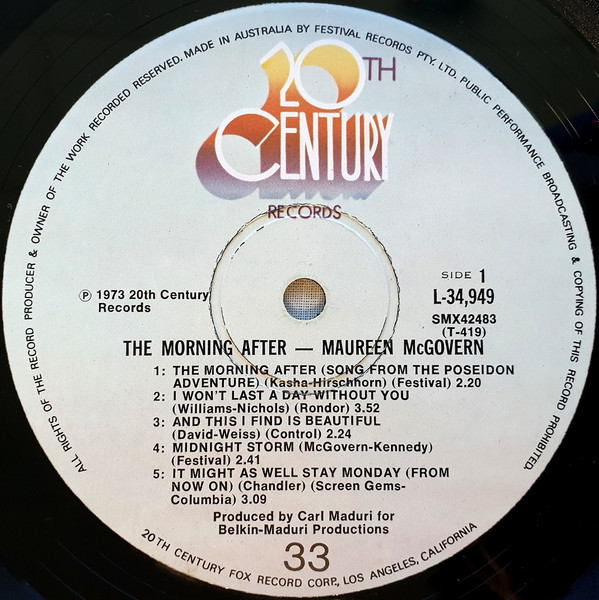 ALL RIGHTS OF THE RECORD PRODUCER & OWNER OF THE WORK RECORDED RESERVED. MADE IN AUSTRALIA BY FESTIVAL RECORDS PTY. LTD. PUBLIC PERFORMANCE BROADCASTING & COPYING OF THIS RECORD PROHIBITED
20TH
CENTURY
RECORDS
SIDE 1
L-34,949
℗ 1973 20th Century
Records
SMX42483
(T-419)
THE MORNING AFTER — MAUREEN McGOVERN
1: THE MORNING AFTER (SONG FROM THE POSEIDON
ADVENTURE) (Kasha-Hirschhorn) (Festival) 2.20
2: I WON'T LAST A DAY WITHOUT YOU
(Williams-Nichols) (Rondor) 3.52
3: AND THIS I FIND IS BEAUTIFUL
(David-Weiss) (Control) 2.24
4: MIDNIGHT STORM (McGovern-Kennedy)
(Festival) 2.41
5: IT MIGHT AS WELL STAY MONDAY (FROM
NOW ON) (Chandler) (Screen Gems-
Columbia) 3.09
Produced by Carl Maduri for
Belkin-Maduri Productions
33
20TH CENTURY FOX RECORD CORP., LOS ANGELES, CALIFORNIA